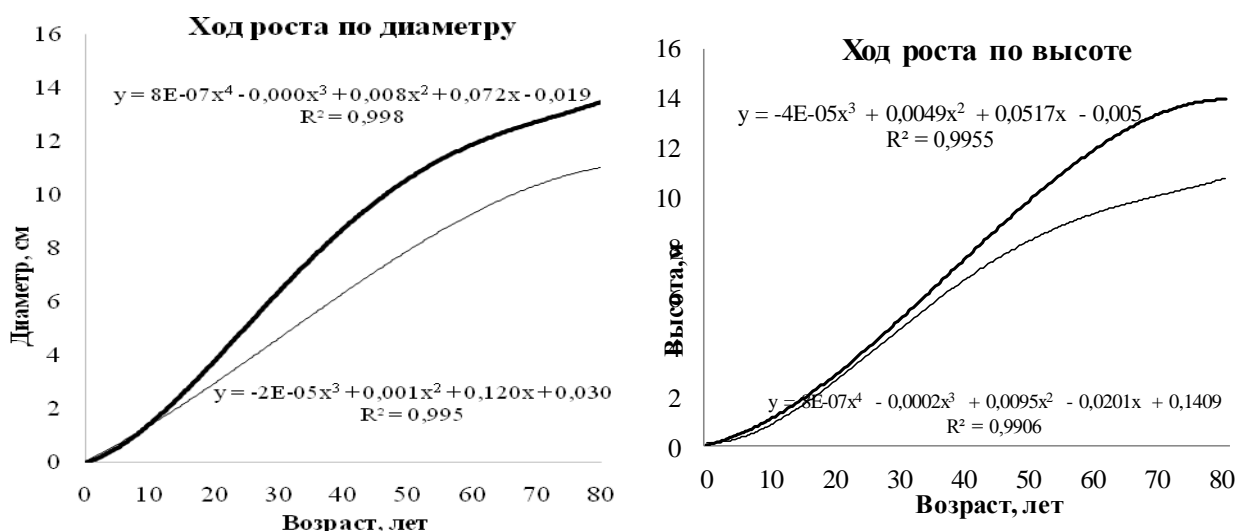 Ход роста по диаметру
16
14
12
10
8
6
4
2
0
Диаметр, см
y = 8E-07x⁴ - 0,000x³ + 0,008x² + 0,072x - 0,019
R² = 0,998
y = -2E-05x³ + 0,001x² + 0,120x + 0,030
R² = 0,995
0 10 20 30 40 50 60 70 80
Возраст, лет
Ход роста по высоте
16
14
12
10
2
0
Высота, м
y = -4E-05x³ + 0,0049x² + 0,0517x - 0,005
R² = 0,9955
y = 8E-07x⁴ - 0,0002x³ + 0,0095x² - 0,0201x + 0,1409
R² = 0,9906
0 10 20 30 40 50 60 70 80
Возраст, лет